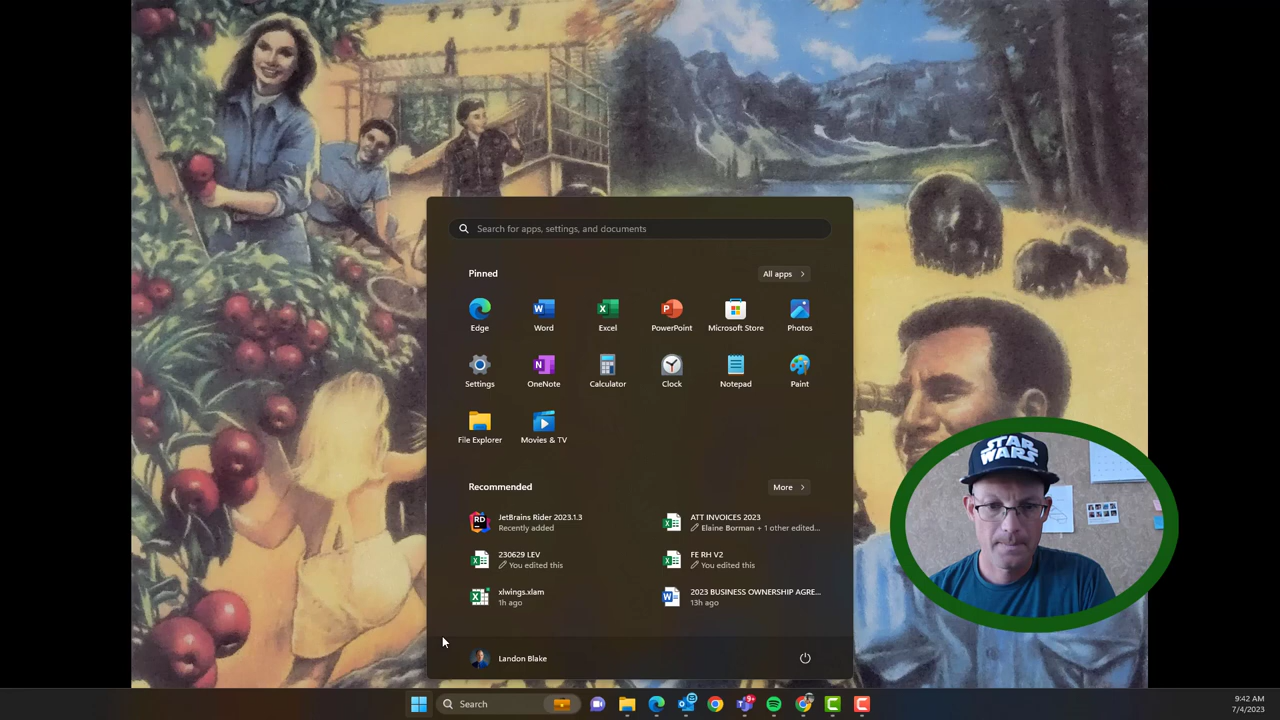 Search for apps, settings, and documents
Pinned
All apps
Edge
Word
Excel
PowerPoint
Microsoft Store
Photos
Settings
OneNote
Calculator
Clock
Notepad
Paint
File Explorer
Movies & TV
Recommended
More
JetBrains Rider 2023.1.3
Recently added
ATT INVOICES 2023
Elaine Borman + 1 other edited...
230629 LEV
You edited this
FE RH V2
You edited this
xlwings.xlam
1h ago
2023 BUSINESS OWNERSHIP AGRE...
13h ago
STAR
WARS
Landon Blake
Search
9:42 AM
7/4/2023